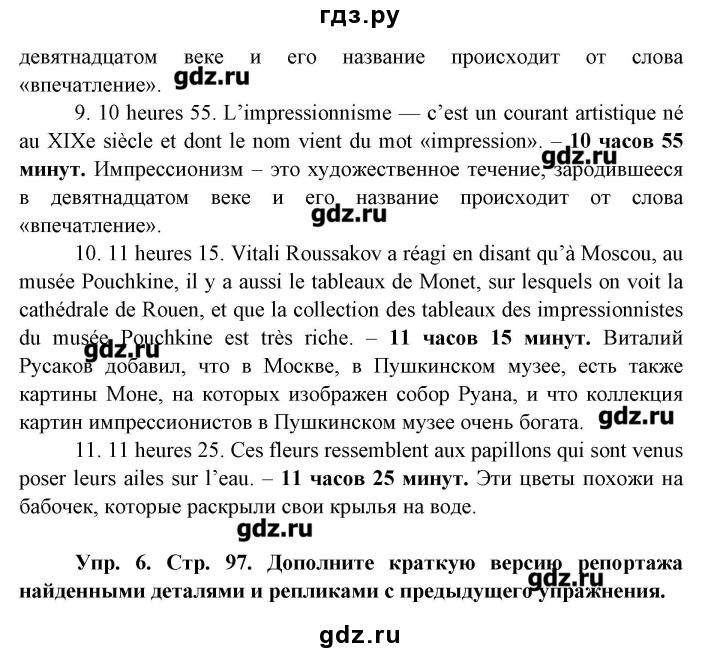 гдз.ру
девятнадцатом веке и его название происходит от слова
«впечатление». gdz.ru
9. 10 heures 55. L’impressionnisme — c’est un courant artistique né
au XIXe siècle et dont le nom vient du mot «impression». – 10 часов 55
минут. Импрессионизм – это художественное течение, зародившееся
gdz.ru
в девятнадцатом веке и его название происходит от слова
«впечатление». gdz.ru
10. 11 heures 15. Vitali Roussakov a réagi en disant qu’à Moscou, au
musée Pouchkine, il y a aussi le tableaux de Monet, sur lesquels on voit la
cathédrale de Rouen, et que la collection des tableaux des impressionnistes
du musée Pouchkine est très riche. – 11 часов 15 минут. Виталий
gdz.ru
Русаков добавил, что в Москве, в Пушкинском музее, есть также
картины Моне, на которых изображен собор Руана, и что коллекция
картин импрессионистов в Пушкинском музее очень богата. gdz.ru
11. 11 heures 25. Ces fleurs ressemblent aux papillons qui sont venus
poser leurs ailes sur l’eau. – 11 часов 25 минут. Эти цветы похожи на
бабочек, которые раскрыли свои крылья на воде.
gdz.ru
Упр. 6. Стр. 97. Дополните краткую версию репортажа
найденными деталями и репликами с предыдущего упражнения.
gdz.ru
gdz.ru